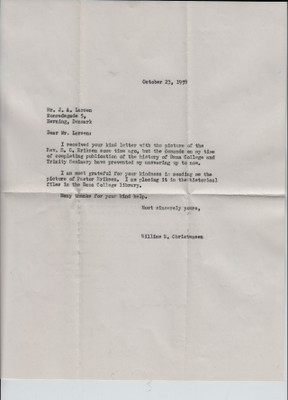 October 23, 1959
Mr. J. A. Larsen
5,
Herning, Denmark
Dear Mr. Larsen:
I received your kind letter with the picture of the
Rev. G. C. Eriksen some time ago, but the demands on my time
of completing publication of the history of Dana College and
Trinity Seminary have prevented my answering up to now.
I am most grateful for your kindness in sending me the
picture of Pastor Eriksen. I am placing it in the historical
files in the Dana College library.
Many thanks for your kind help.
Most sincerely yours,
William E. Christensen